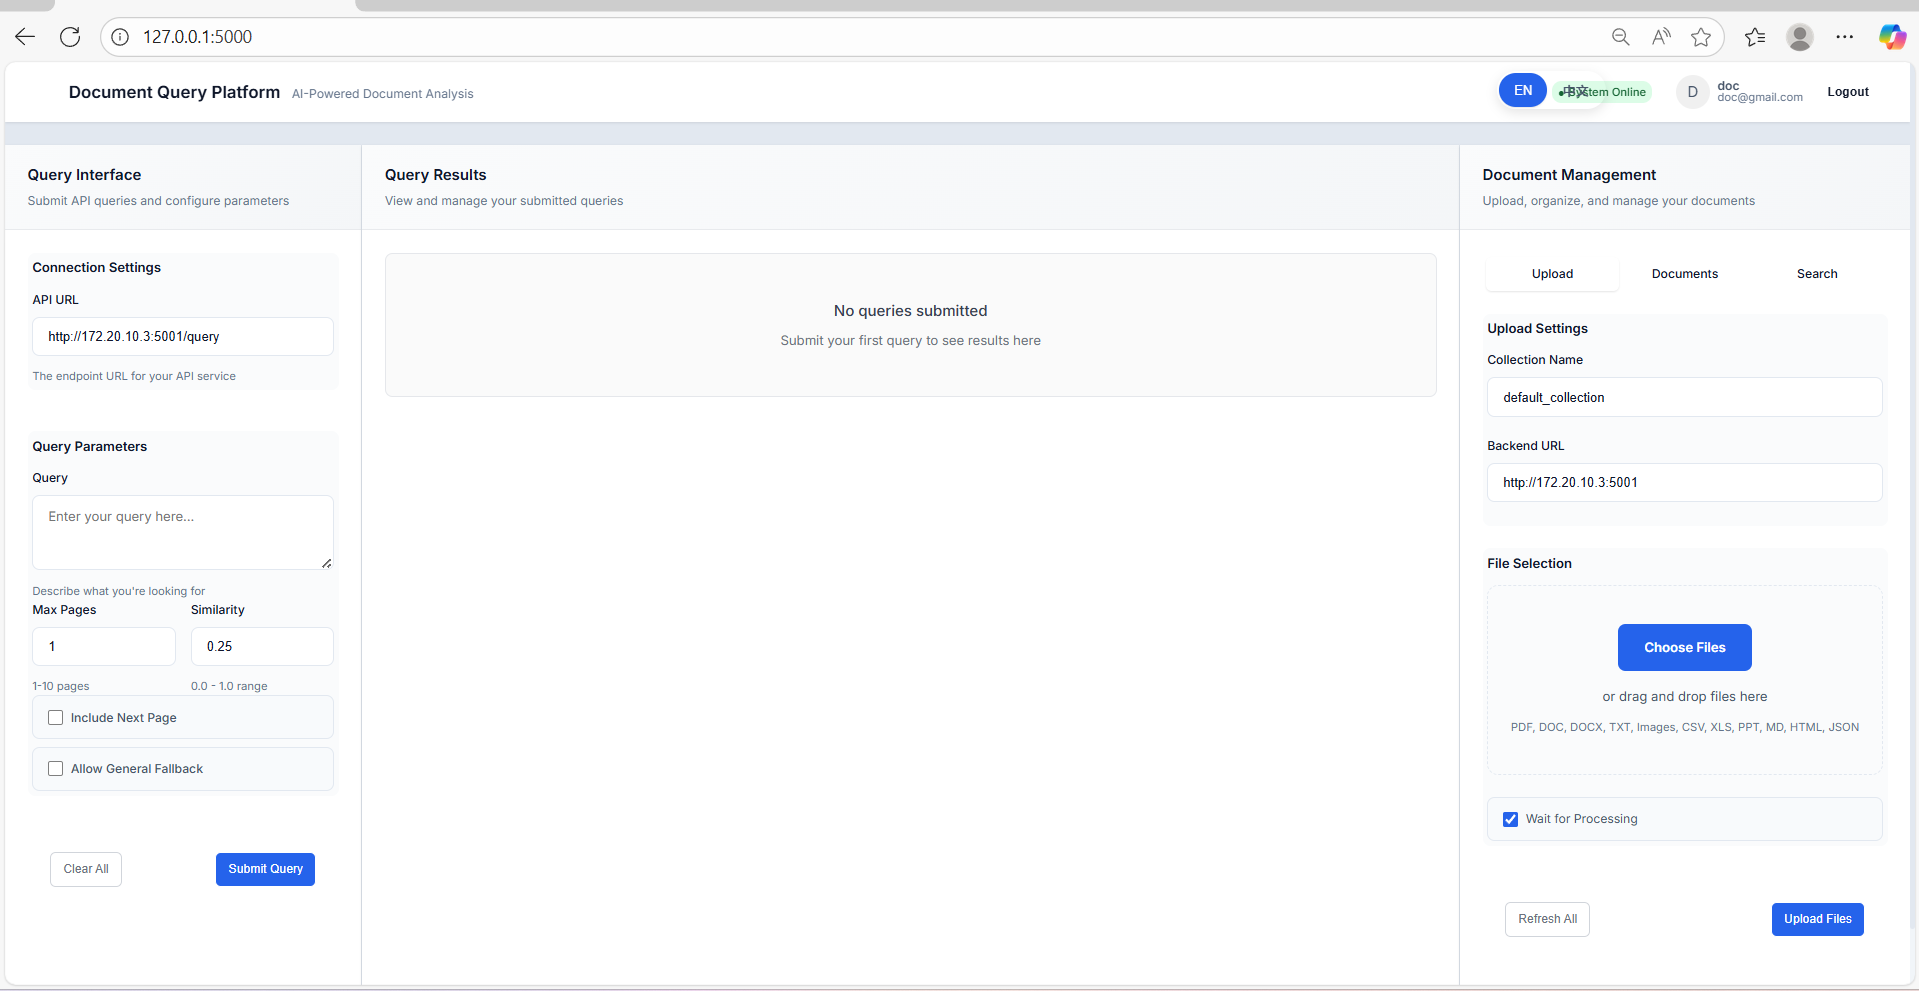 127.0.0.1:5000
Document Query Platform AI-Powered Document Analysis
EN 中文 System Online D doc doc@gmail.com Logout
Query Interface
Submit API queries and configure parameters
Connection Settings
API URL
http://172.20.10.3:5001/query
The endpoint URL for your API service
Query Parameters
Query
Enter your query here...
Describe what you're looking for
Max Pages Similarity
1 0.25
1-10 pages 0.0 - 1.0 range
Include Next Page
Allow General Fallback
Clear All Submit Query
Query Results
View and manage your submitted queries
No queries submitted
Submit your first query to see results here
Document Management
Upload, organize, and manage your documents
Upload Documents Search
Upload Settings
Collection Name
default_collection
Backend URL
http://172.20.10.3:5001
File Selection
Choose Files
or drag and drop files here
PDF, DOC, DOCX, TXT, Images, CSV, XLS, PPT, MD, HTML, JSON
Wait for Processing
Refresh All Upload Files